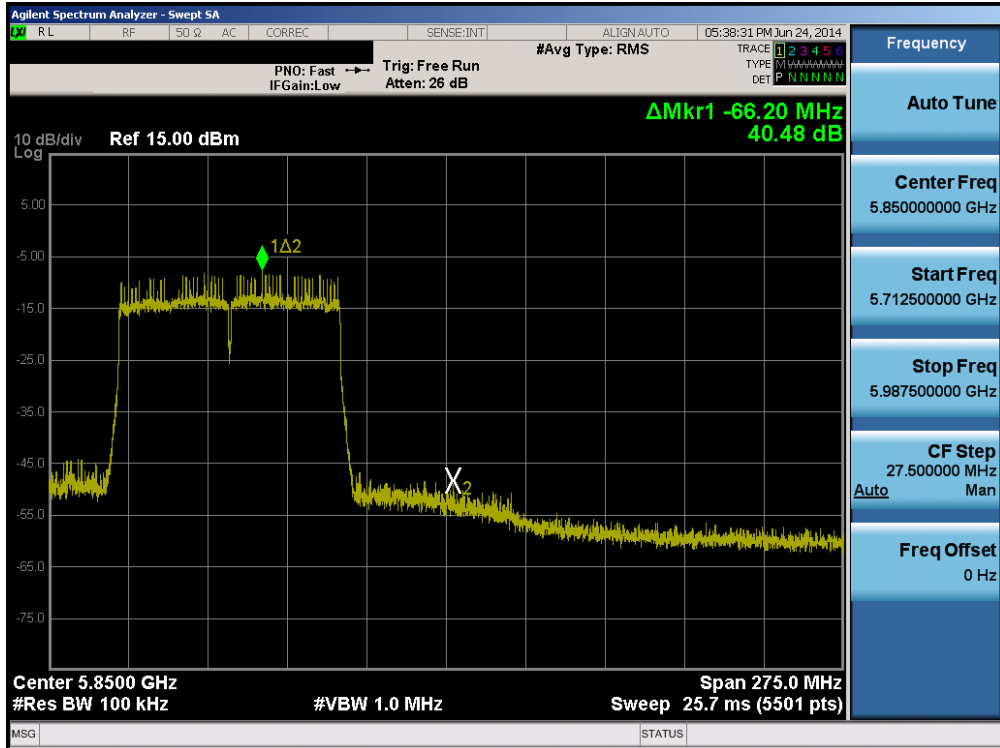 Agilent Spectrum Analyzer - Swept SA
LXI RL RF 50 Ω AC CORREC SENSE:INT ALIGN AUTO 05:38:31 PM Jun 24, 2014
PNO: Fast
IFGain:Low
Trig: Free Run
Atten: 26 dB
#Avg Type: RMS
TRACE 1 2 3 4 5 6
TYPE M
DET P N N N N N
ΔMkr1 -66.20 MHz
40.48 dB
10 dB/div
Log
Ref 15.00 dBm
5.00
-5.00
-15.0
-25.0
-35.0
-45.0
-55.0
-65.0
-75.0
1Δ2
X2
Center 5.8500 GHz
#Res BW 100 kHz
#VBW 1.0 MHz
Span 275.0 MHz
Sweep 25.7 ms (5501 pts)
MSG
STATUS
Frequency
Auto Tune
Center Freq
5.850000000 GHz
Start Freq
5.712500000 GHz
Stop Freq
5.987500000 GHz
CF Step
27.500000 MHz
Auto Man
Freq Offset
0 Hz